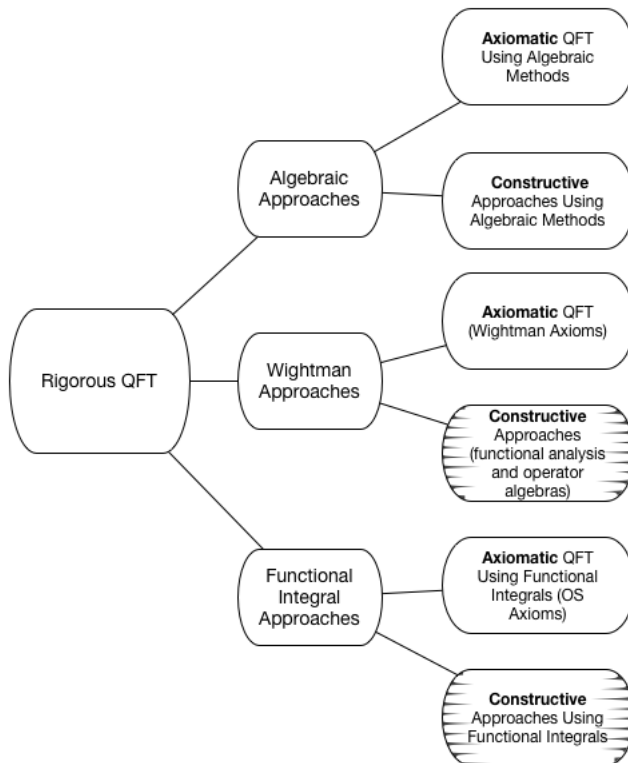 Axiomatic QFT
Using Algebraic
Methods
Algebraic
Approaches
Constructive
Approaches Using
Algebraic Methods
Axiomatic QFT
(Wightman Axioms)
Rigorous QFT
Wightman
Approaches
Constructive
Approaches
(functional analysis
and operator
algebras)
Axiomatic QFT
Using Functional
Integrals (OS
Axioms)
Functional
Integral
Approaches
Constructive
Approaches Using
Functional Integrals